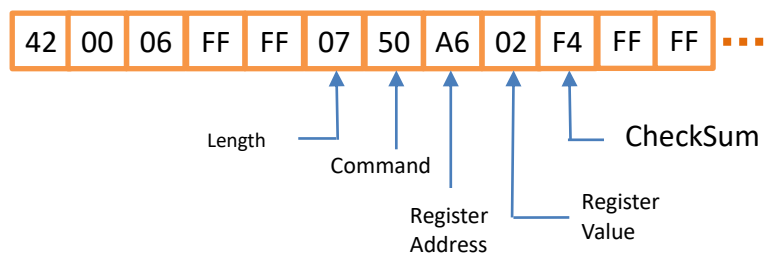 42 00 06 FF FF 07 50 A6 02 F4 FF FF ...
Length
CheckSum
Command
Register
Address
Register
Value